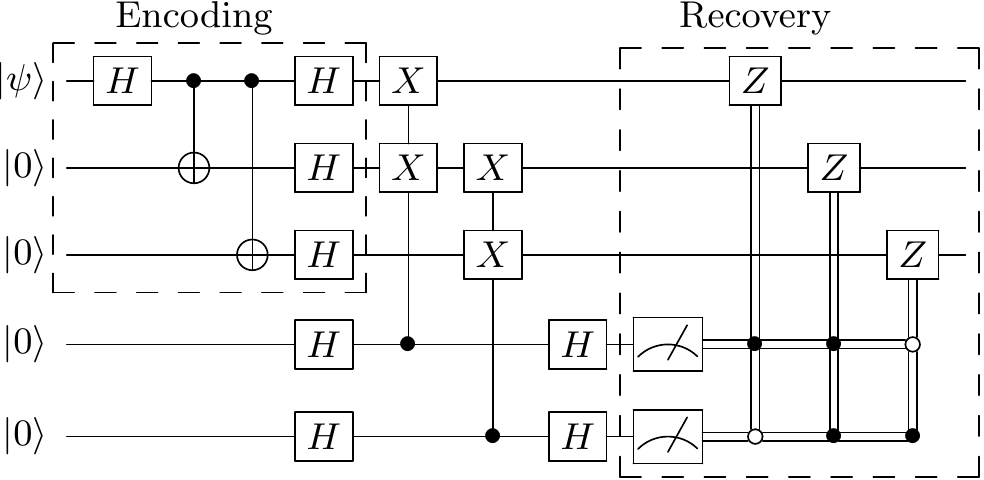 Encoding Recovery
|ψ⟩ H H X Z
|0⟩ H X X Z
|0⟩ H X Z
|0⟩ H H
|0⟩ H H